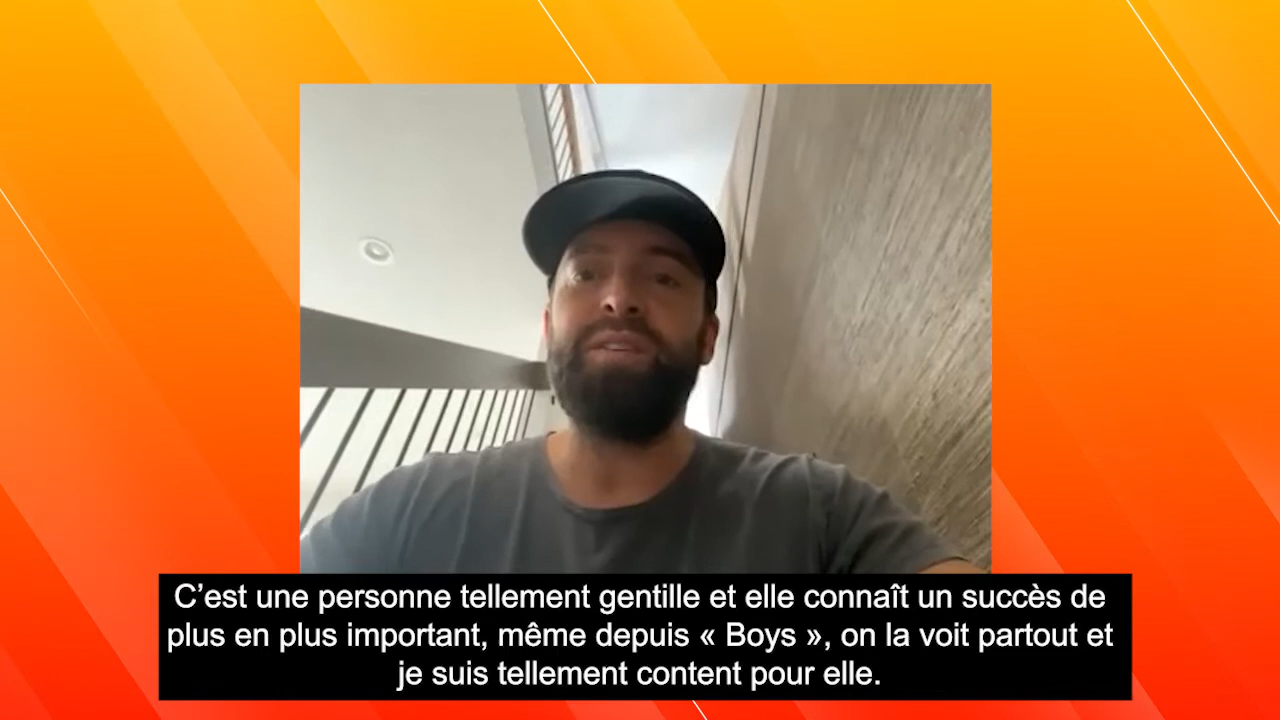 C’est une personne tellement gentille et elle connaît un succès de
plus en plus important, même depuis « Boys », on la voit partout et
je suis tellement content pour elle.